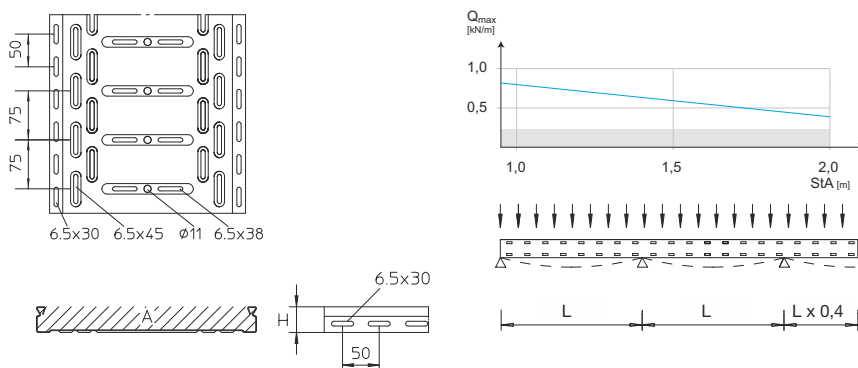 50
75
75
6.5x30 6.5x45 ø11 6.5x38
A
H
6.5x30
50
Qmax
[kN/m]
1,0
0,5
1,0 1,5 2,0
StA [m]
L L L x 0,4